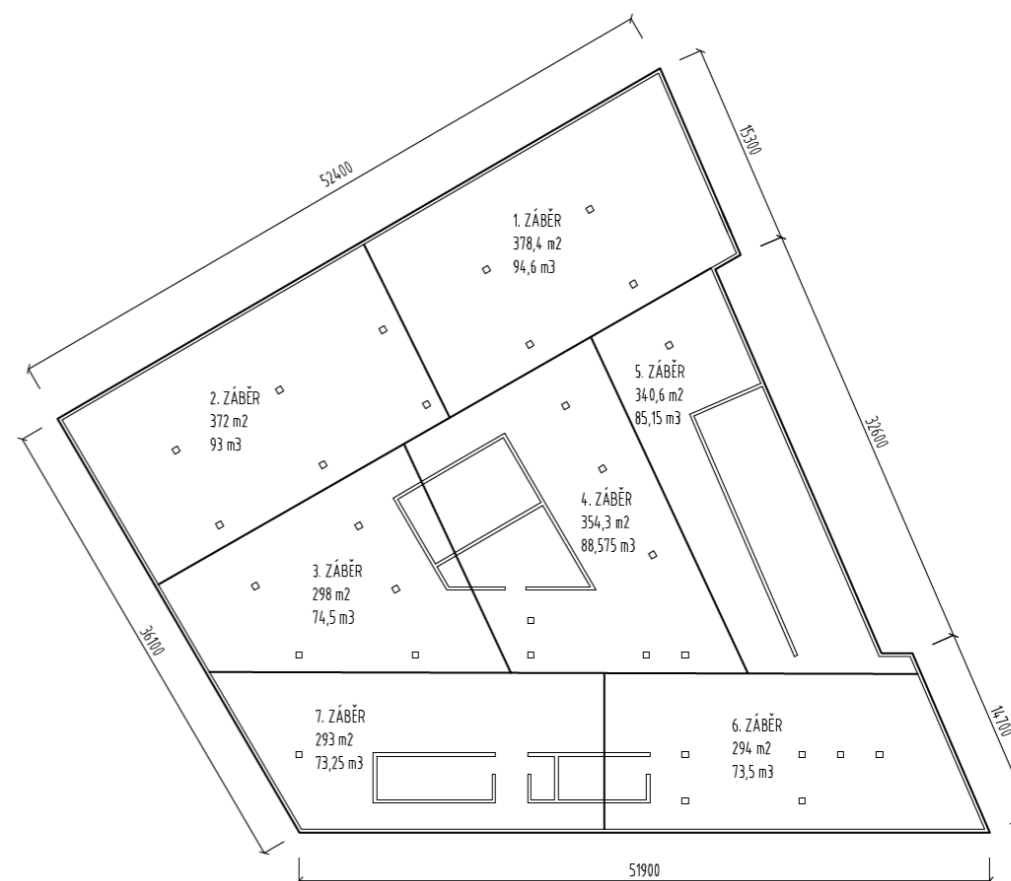 52400
15300
1. ZÁBĚR
378,4 m2
94,6 m3
2. ZÁBĚR
372 m2
93 m3
5. ZÁBĚR
340,6 m2
85,15 m3
32600
4. ZÁBĚR
354,3 m2
88,575 m3
3. ZÁBĚR
298 m2
74,5 m3
36100
7. ZÁBĚR
293 m2
73,25 m3
6. ZÁBĚR
294 m2
73,5 m3
14700
51900